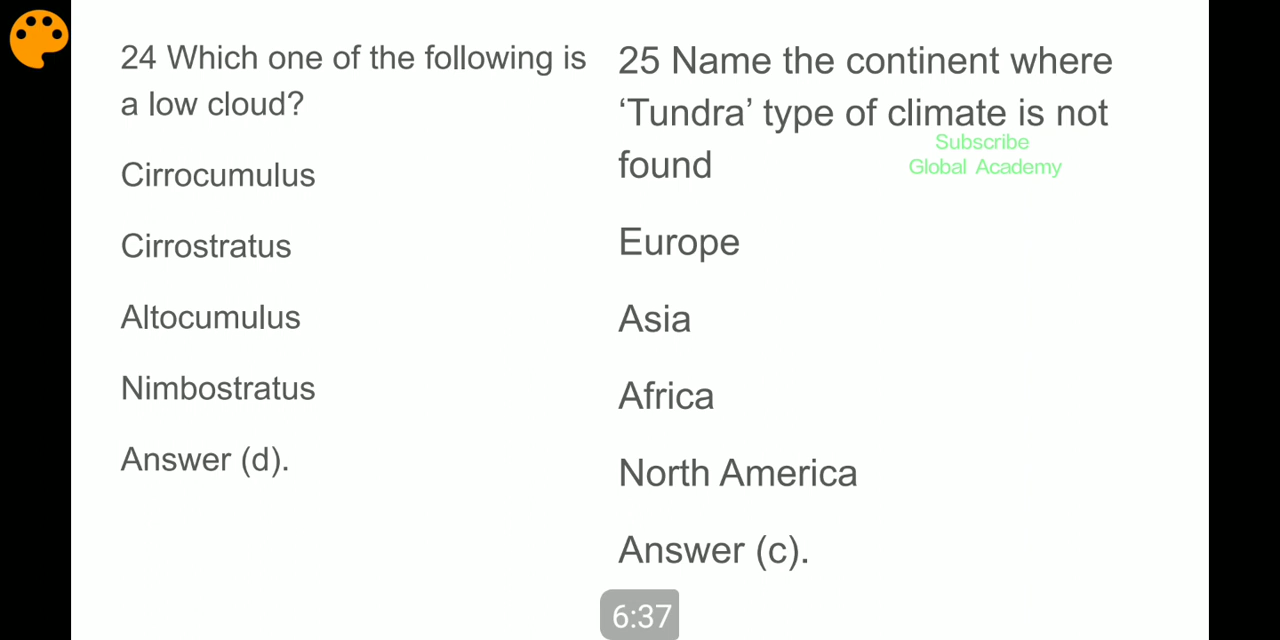 24 Which one of the following is
a low cloud?
Cirrocumulus
Cirrostratus
Altocumulus
Nimbostratus
Answer (d).
25 Name the continent where
‘Tundra’ type of climate is not
found
Subscribe
Global Academy
Europe
Asia
Africa
North America
Answer (c).
6:37